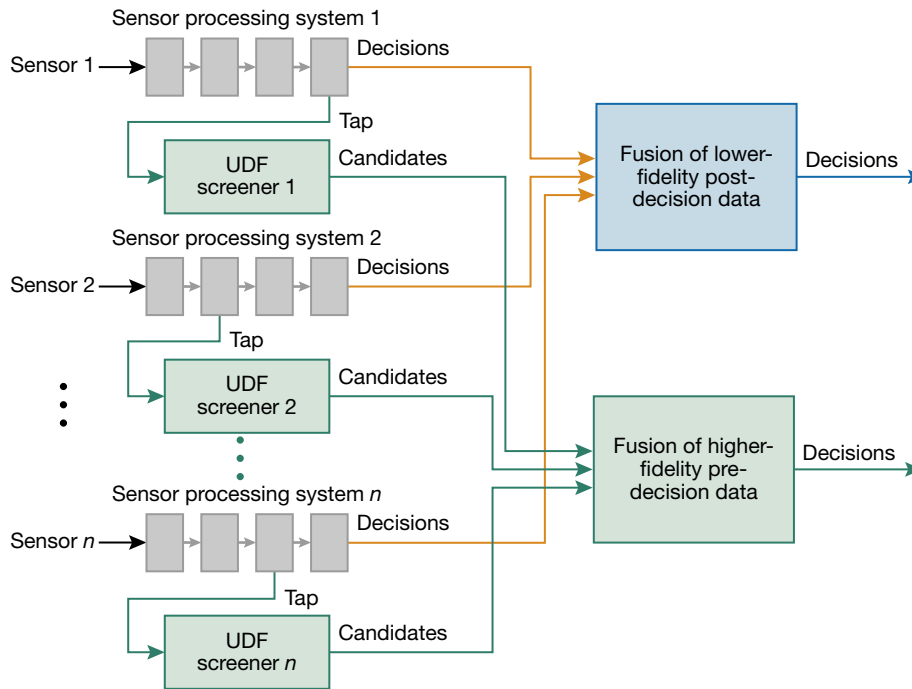 Sensor processing system 1
Sensor 1
Decisions
Tap
UDF
screener 1
Candidates
Fusion of lower-
fidelity post-
decision data
Decisions
Sensor processing system 2
Sensor 2
Decisions
Tap
UDF
screener 2
Candidates
Fusion of higher-
fidelity pre-
decision data
Decisions
Sensor processing system n
Sensor n
Decisions
Tap
UDF
screener n
Candidates